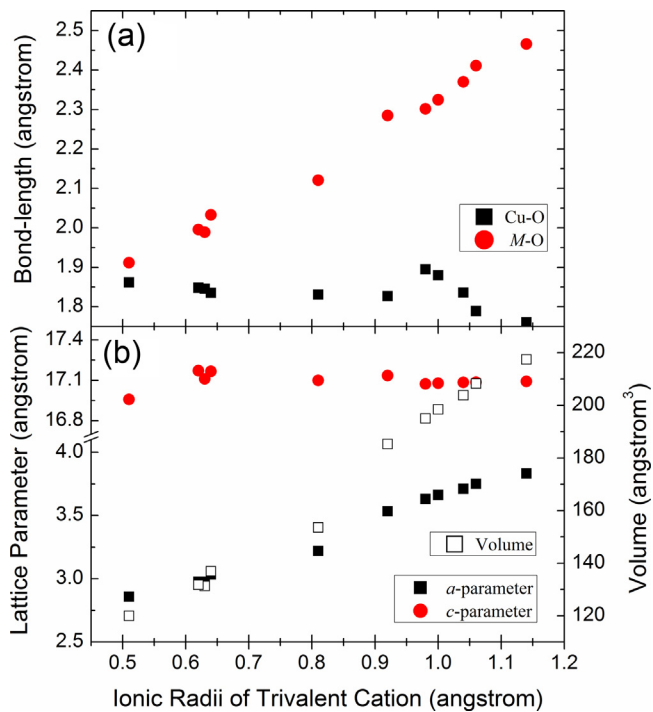 (a)
2.5
2.4
2.3
2.2
2.1
2.0
1.9
1.8
Bond-length (angstrom)
Cu-O
M-O
(b)
17.4
17.1
16.8
4.0
3.5
3.0
2.5
Lattice Parameter (angstrom)
220
200
180
160
140
120
Volume (angstrom³)
Volume
a-parameter
c-parameter
0.5 0.6 0.7 0.8 0.9 1.0 1.1 1.2
Ionic Radii of Trivalent Cation (angstrom)